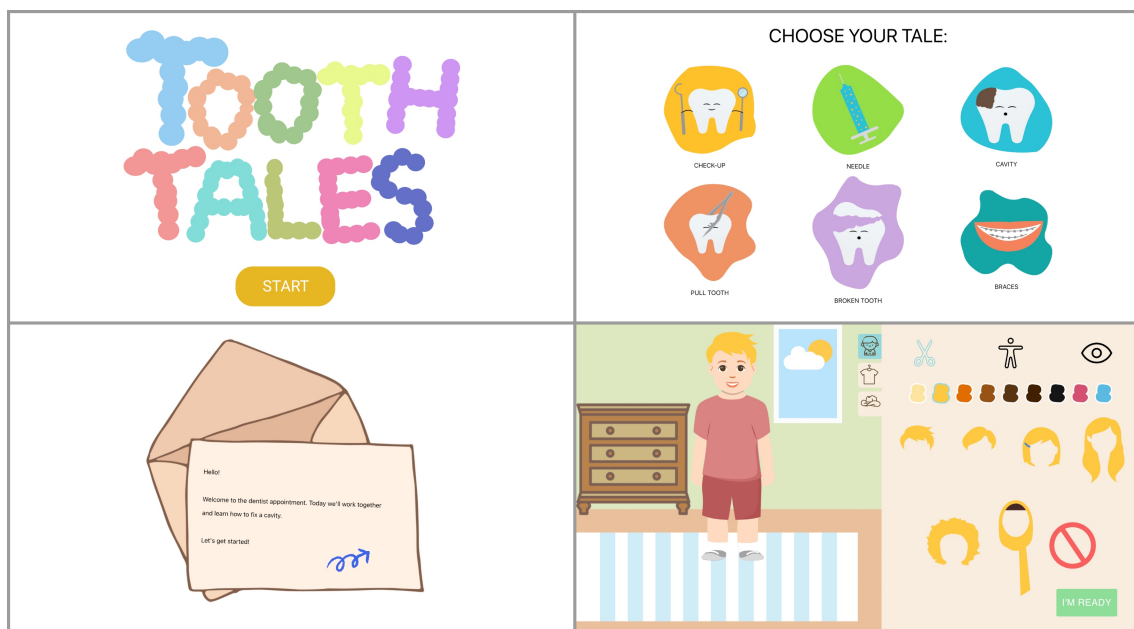 TOOTH
TALES
START
CHOOSE YOUR TALE:
CHECK-UP
NEEDLE
CAVITY
PULL TOOTH
BROKEN TOOTH
BRACES
Hello!
Welcome to the dentist appointment. Today we'll work together
and learn how to fix a cavity.
Let's get started!
I'M READY